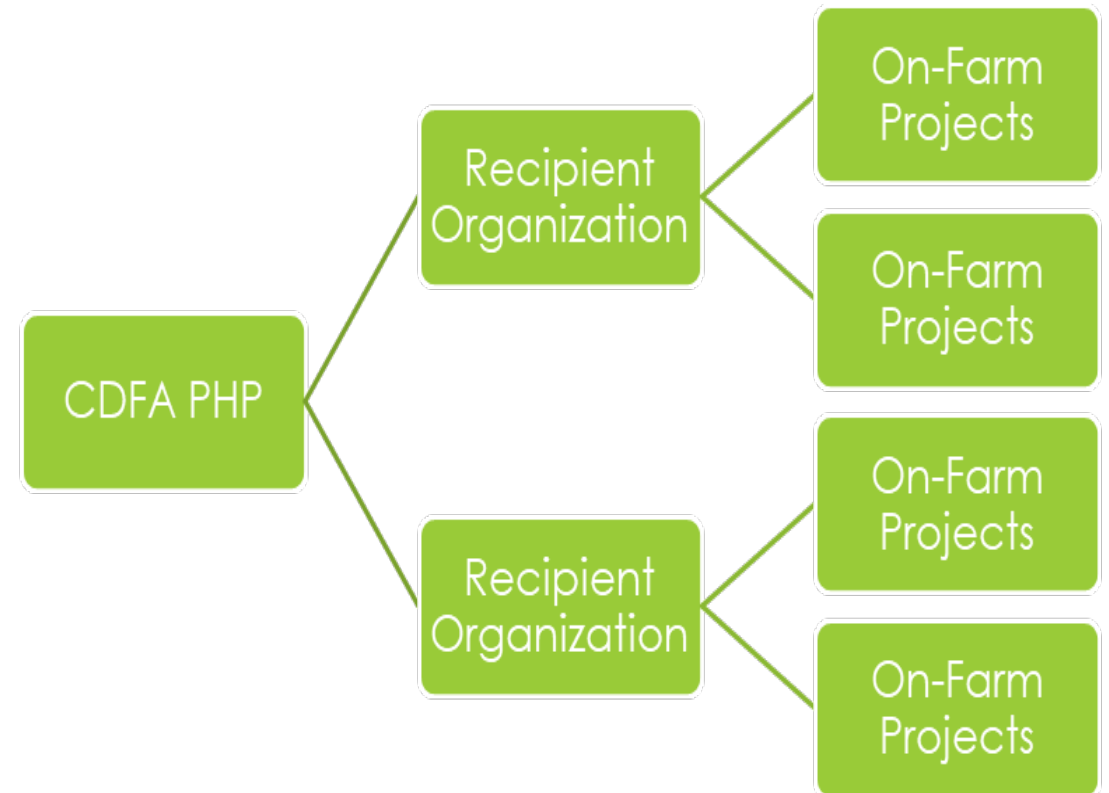 CDFA PHP
Recipient
Organization
On-Farm
Projects
On-Farm
Projects
Recipient
Organization
On-Farm
Projects
On-Farm
Projects